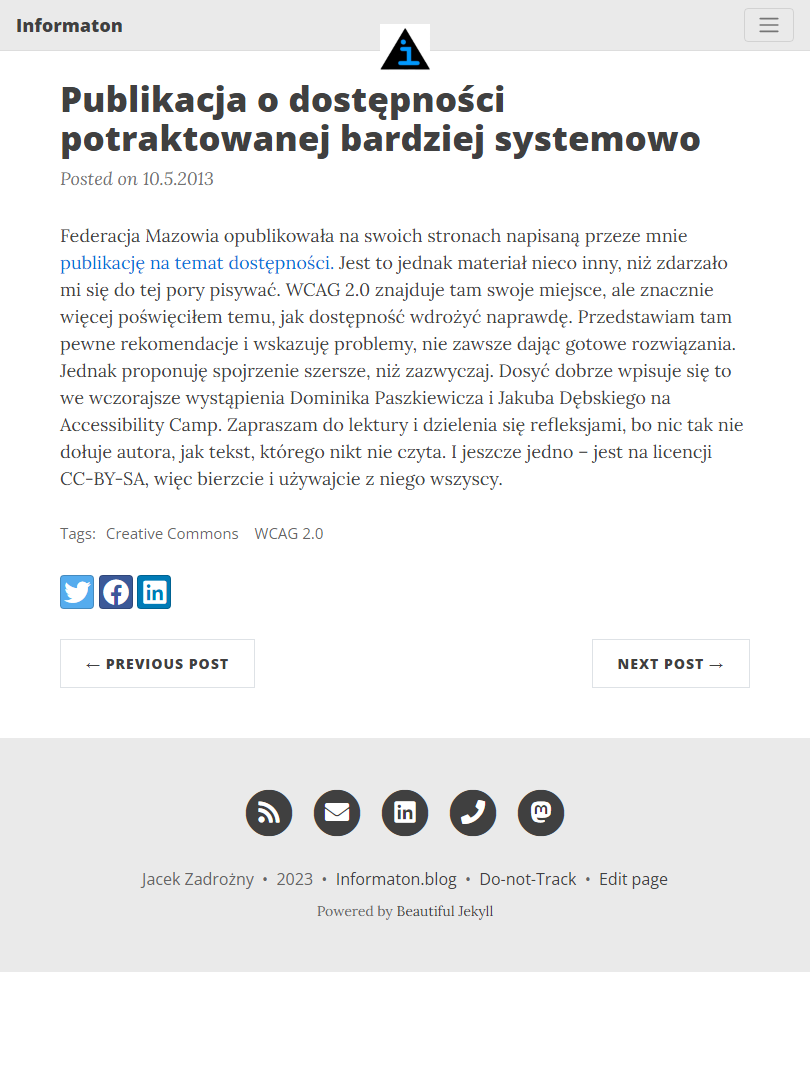 Informaton
i
Publikacja o dostępności
potraktowanej bardziej systemowo
Posted on 10.5.2013
Federacja Mazowia opublikowała na swoich stronach napisaną przeze mnie
publikację na temat dostępności. Jest to jednak materiał nieco inny, niż zdarzało
mi się do tej pory pisywać. WCAG 2.0 znajduje tam swoje miejsce, ale znacznie
więcej poświęciłem temu, jak dostępność wdrożyć naprawdę. Przedstawiam tam
pewne rekomendacje i wskazuję problemy, nie zawsze dając gotowe rozwiązania.
Jednak proponuję spojrzenie szersze, niż zazwyczaj. Dosyć dobrze wpisuje się to
we wczorajsze wystąpienia Dominika Paszkiewicza i Jakuba Dębskiego na
Accessibility Camp. Zapraszam do lektury i dzielenia się refleksjami, bo nic tak nie
dołuje autora, jak tekst, którego nikt nie czyta. I jeszcze jedno – jest na licencji
CC-BY-SA, więc bierzcie i używajcie z niego wszyscy.
Tags: Creative Commons WCAG 2.0
← PREVIOUS POST
NEXT POST →
Jacek Zadrożny • 2023 • Informaton.blog • Do-not-Track • Edit page
Powered by Beautiful Jekyll